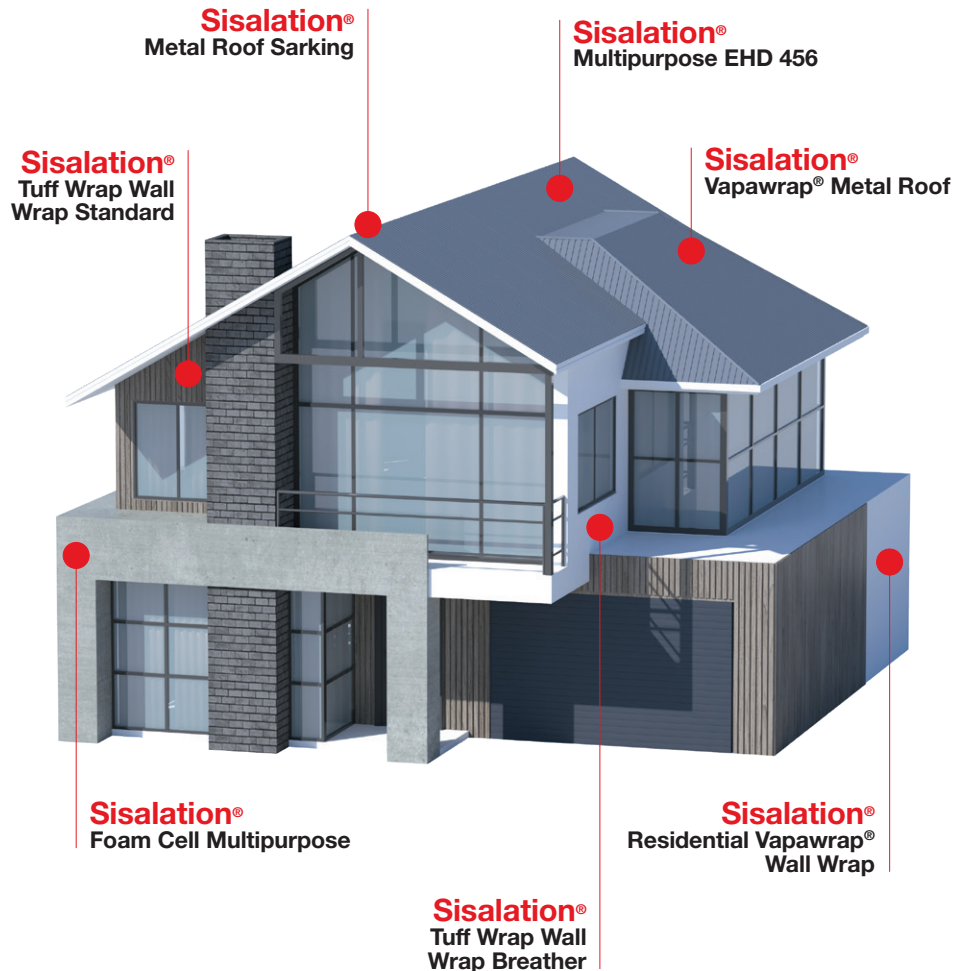 Sisalation®
Metal Roof Sarking
Sisalation®
Multipurpose EHD 456
Sisalation®
Tuff Wrap Wall
Wrap Standard
Sisalation®
Vapawrap® Metal Roof
Sisalation®
Foam Cell Multipurpose
Sisalation®
Residential Vapawrap®
Wall Wrap
Sisalation®
Tuff Wrap Wall
Wrap Breather